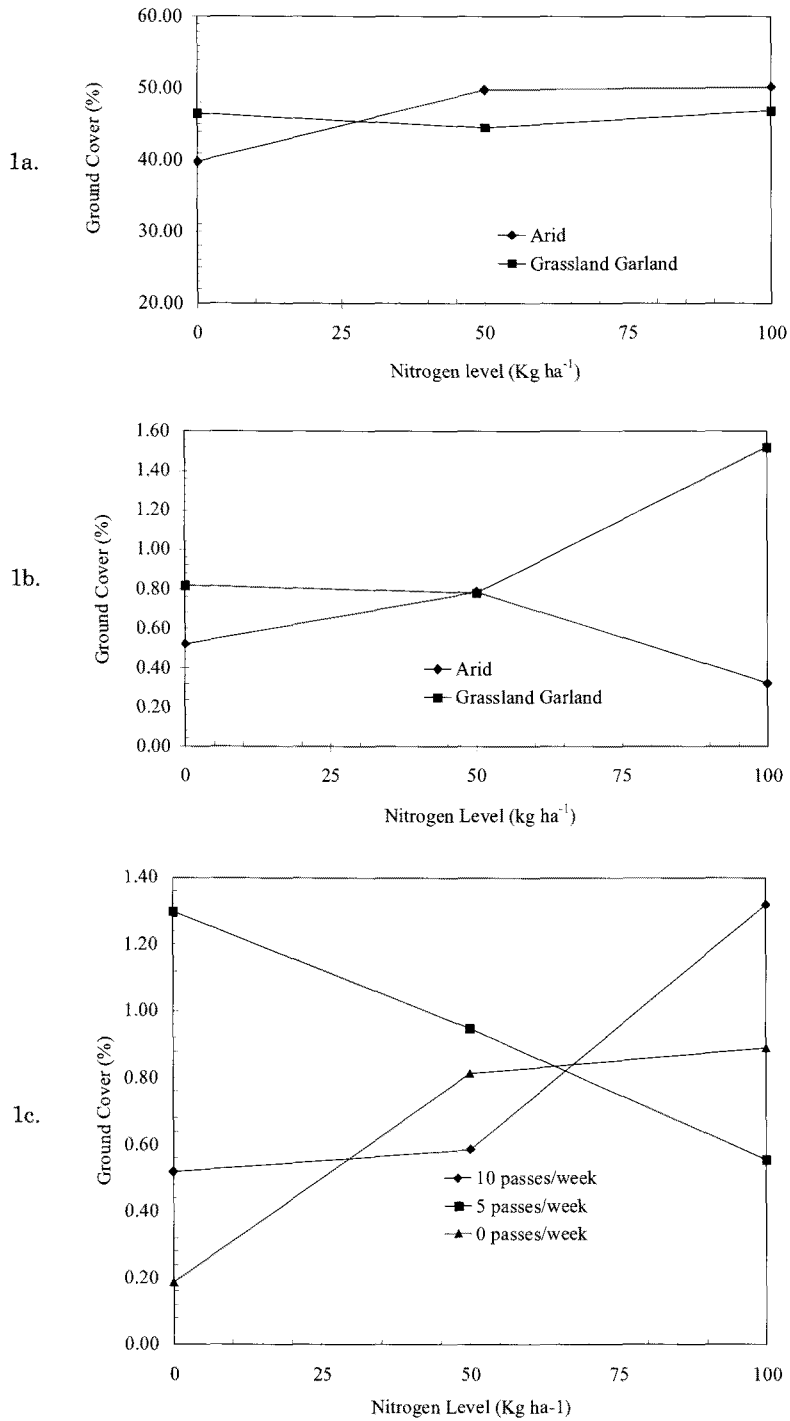 1a.
Ground Cover (%)
60.00
50.00
40.00
30.00
20.00
Arid
Grassland Garland
0 25 50 75 100
Nitrogen level (Kg ha-1)
1b.
Ground Cover (%)
1.60
1.40
1.20
1.00
0.80
0.60
0.40
0.20
0.00
Arid
Grassland Garland
0 25 50 75 100
Nitrogen Level (kg ha-1)
1c.
Ground Cover (%)
1.40
1.20
1.00
0.80
0.60
0.40
0.20
0.00
10 passes/week
5 passes/week
0 passes/week
0 25 50 75 100
Nitrogen Level (Kg ha-1)